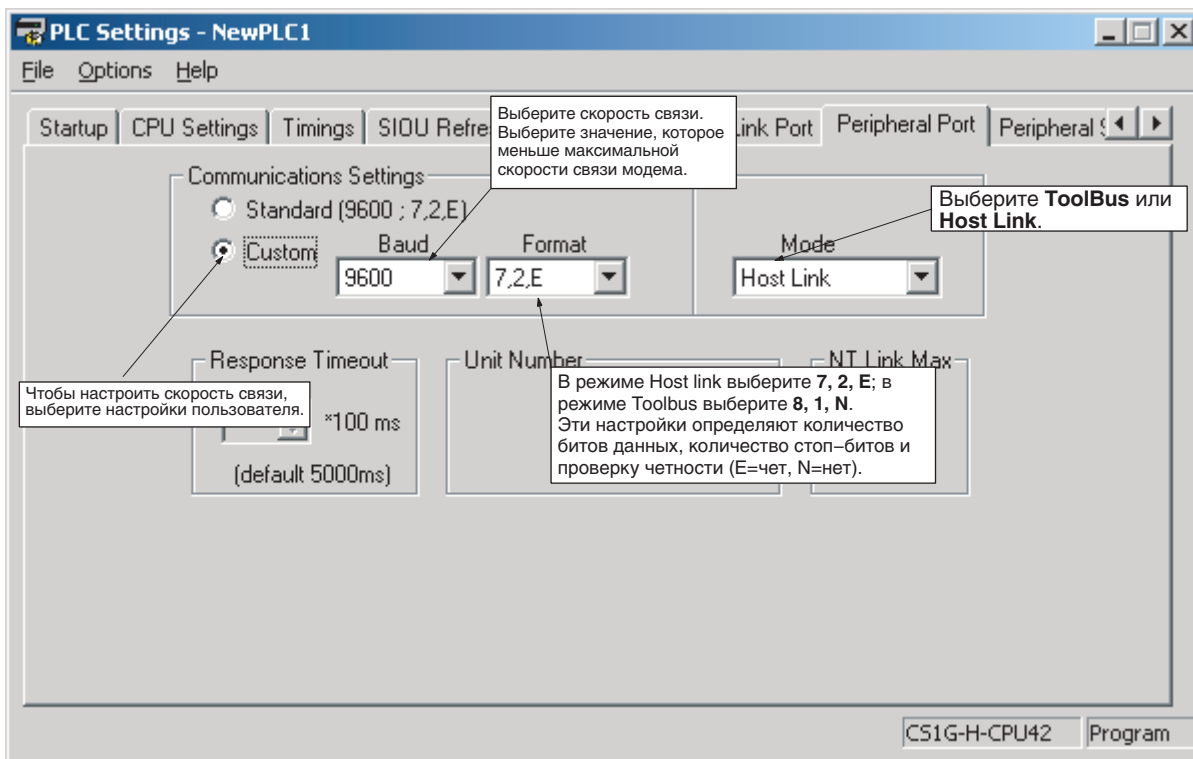 PLC Settings - NewPLC1
File Options Help
Startup CPU Settings Timings SIOU Refre Link Port Peripheral Port Peripheral
Выберите скорость связи.
Выберите значение, которое
меньше максимальной
скорости связи модема.
Communications Settings
Standard (9600 ; 7,2,E)
Custom
Baud
Format
Mode
9600
7,2,E
Host Link
Выберите ToolBus или
Host Link.
Response Timeout
Unit Number
NT Link Max
Чтобы настроить скорость связи,
выберите настройки пользователя.
*100 ms
(default 5000ms)
В режиме Host link выберите 7, 2, E; в
режиме Toolbus выберите 8, 1, N.
Эти настройки определяют количество
битов данных, количество стоп−битов и
проверку четности (E=чет, N=нет).
CS1G-H-CPU42 Program